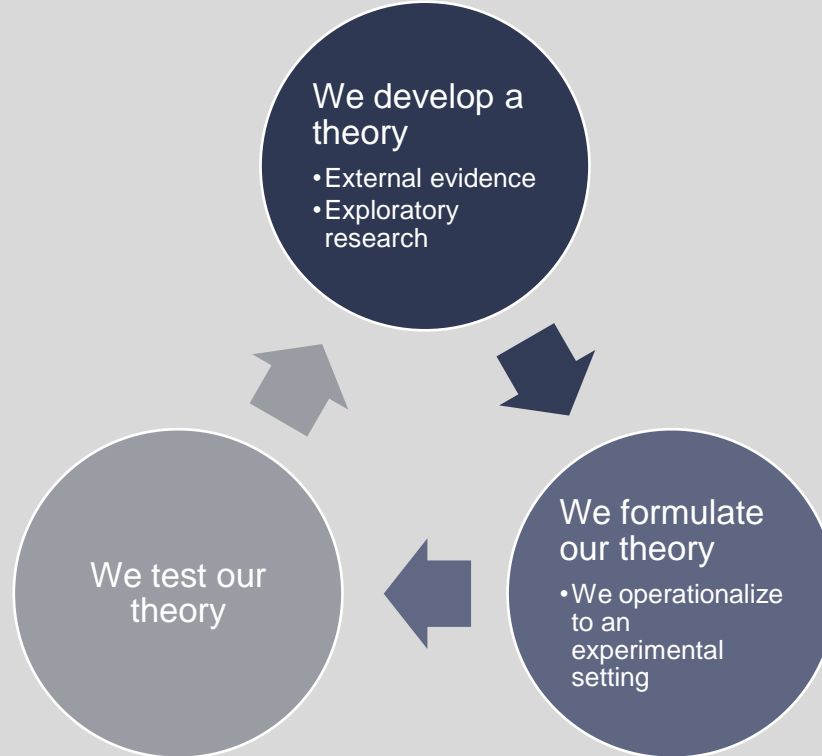 We develop a
theory
•External evidence
•Exploratory
research
We formulate
our theory
•We operationalize
to an
experimental
setting
We test our
theory